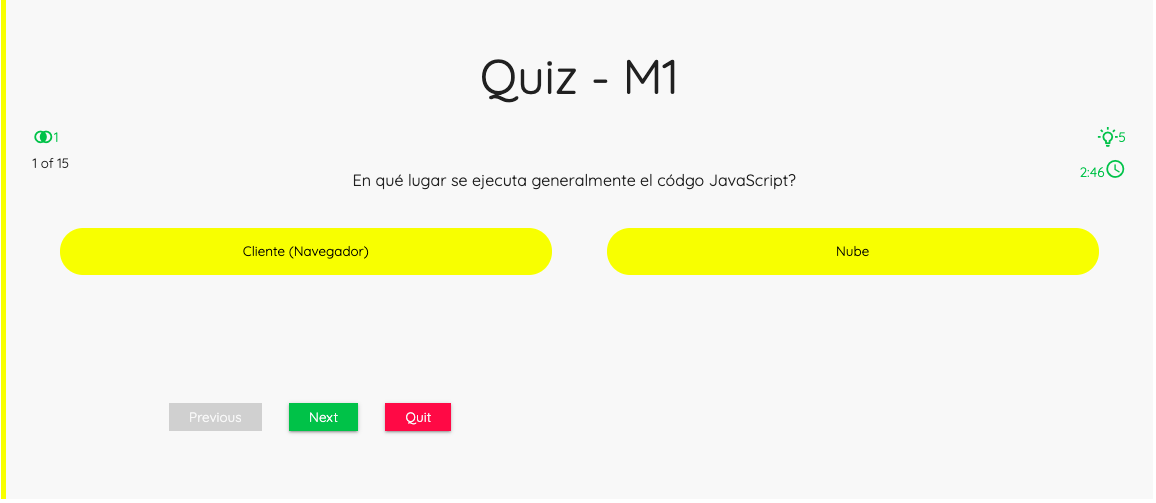 Quiz - M1
1
5
1 of 15
2:46
En qué lugar se ejecuta generalmente el códgo JavaScript?
Cliente (Navegador)
Nube
Previous
Next
Quit